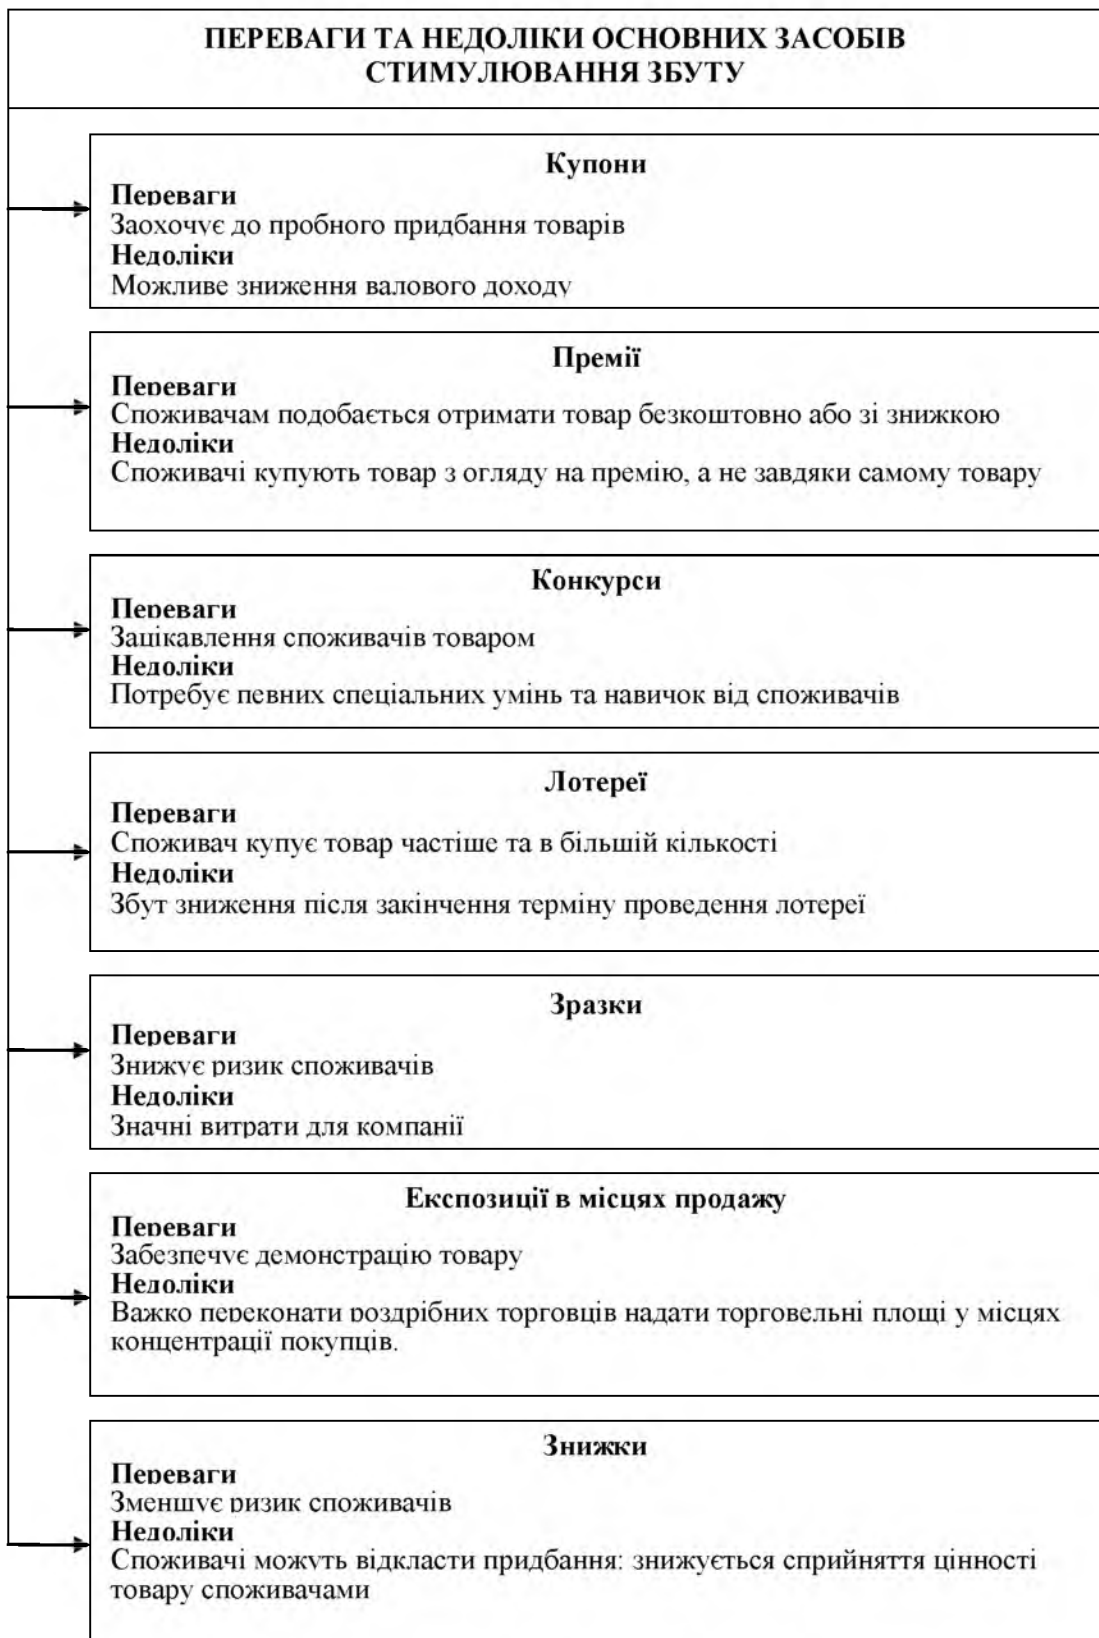 ПЕРЕВАГИ ТА НЕДОЛІКИ ОСНОВНИХ ЗАСОБІВ
СТИМУЛЮВАННЯ ЗБУТУ
Купони
Переваги
Заохочує до пробного придбання товарів
Недоліки
Можливе зниження валового доходу
Премії
Переваги
Споживачам подобається отримати товар безкоштовно або зі знижкою
Недоліки
Споживачі купують товар з огляду на премію, а не завдяки самому товару
Конкурси
Переваги
Зацікавлення споживачів товаром
Недоліки
Потребує певних спеціальних умінь та навичок від споживачів
Лотереї
Переваги
Споживач купує товар частіше та в більшій кількості
Недоліки
Збут зниження після закінчення терміну проведення лотереї
Зразки
Переваги
Знижує ризик споживачів
Недоліки
Значні витрати для компанії
Експозиції в місцях продажу
Переваги
Забезпечує демонстрацію товару
Недоліки
Важко переконати роздрібних торговців надати торговельні площі у місцях
концентрації покупців.
Знижки
Переваги
Зменшує ризик споживачів
Недоліки
Споживачі можуть відкласти придбання: знижується сприйняття цінності
товару споживачами